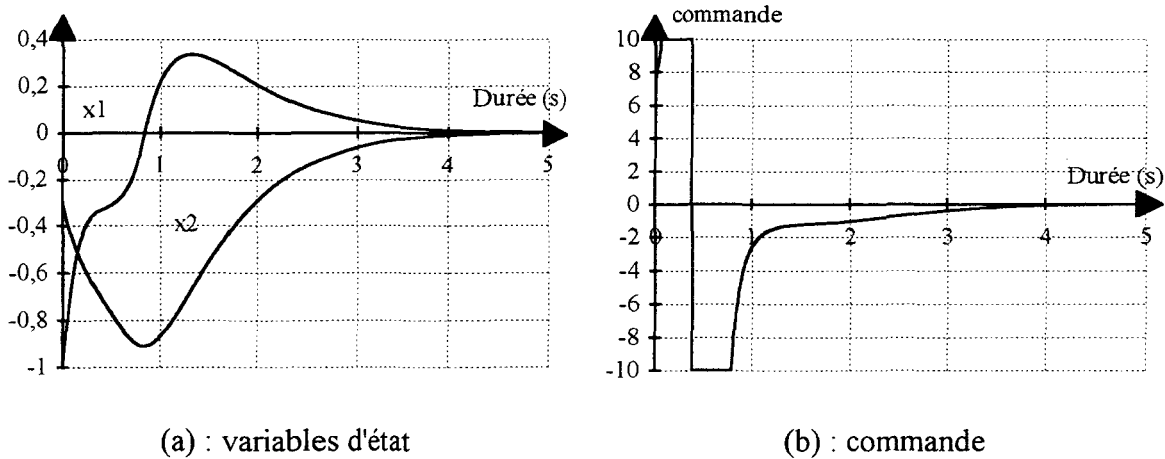 0,4
0,2
0
-0,2
-0,4
-0,6
-0,8
-1
x1
x2
Durée (s)
0 1 2 3 4 5
(a) : variables d'état
commande
10
8
6
4
2
0
-2
-4
-6
-8
-10
Durée (s)
0 1 2 3 4 5
(b) : commande